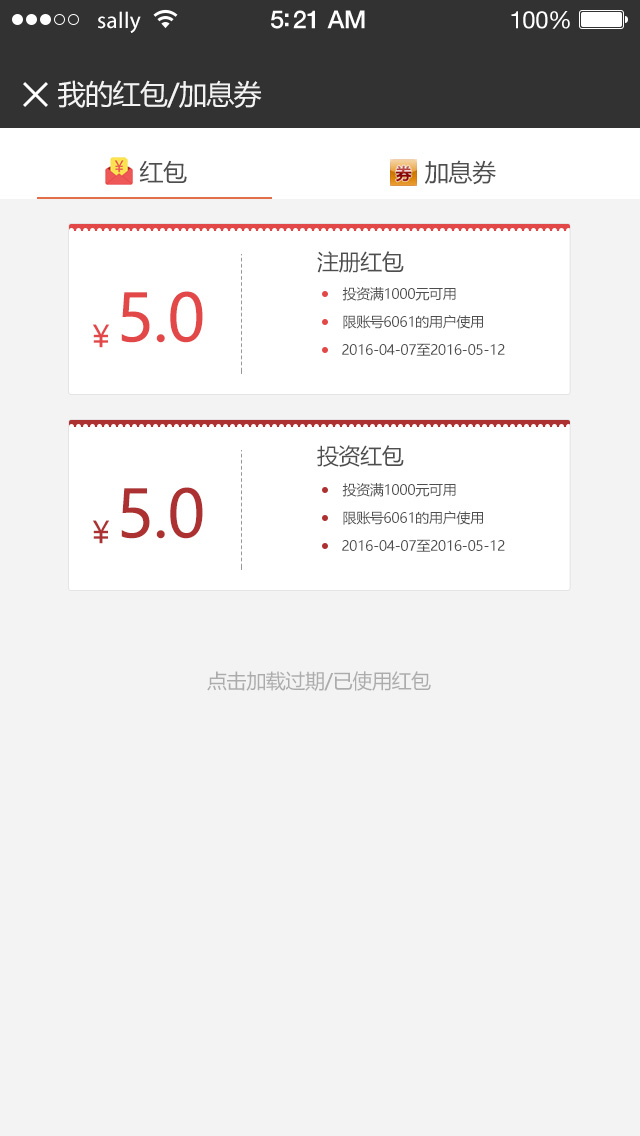 sally 5:21 AM 100%
我的红包/加息券
¥ 红包 券 加息券
注册红包
¥ 5.0
投资满1000元可用
限账号6061的用户使用
2016-04-07至2016-05-12
投资红包
¥ 5.0
投资满1000元可用
限账号6061的用户使用
2016-04-07至2016-05-12
点击加载过期/已使用红包